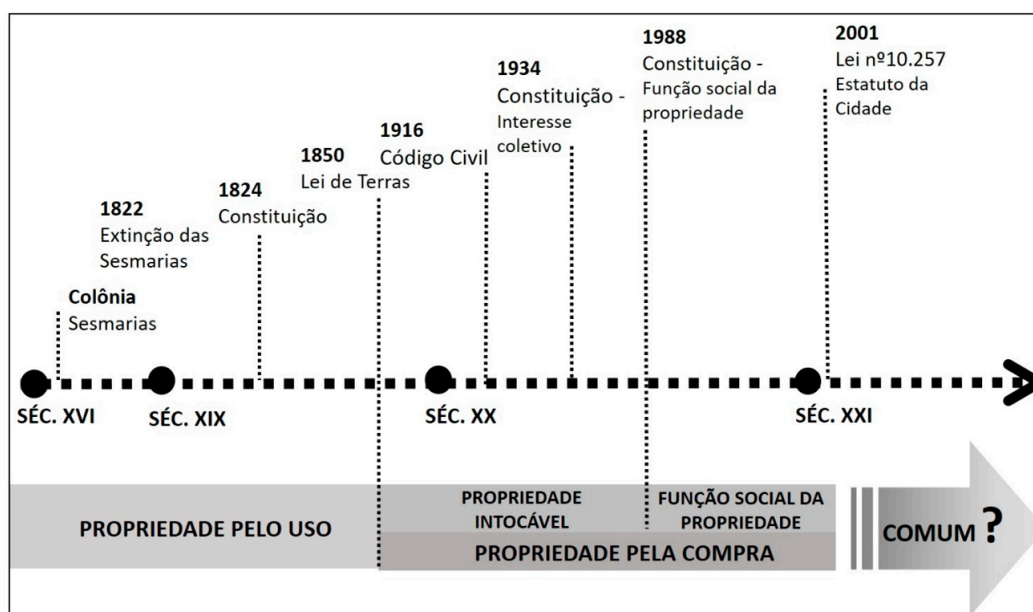 Colônia
Sesmarias
1822
Extinção das
Sesmarias
1824
Constituição
1850
Lei de Terras
1916
Código Civil
1934
Constituição -
Interesse
coletivo
1988
Constituição -
Função social da
propriedade
2001
Lei nº10.257
Estatuto da
Cidade
SÉC. XVI
SÉC. XIX
SÉC. XX
SÉC. XXI
PROPRIEDADE PELO USO
PROPRIEDADE
INTOCÁVEL
FUNÇÃO SOCIAL DA
PROPRIEDADE
PROPRIEDADE PELA COMPRA
COMUM ?